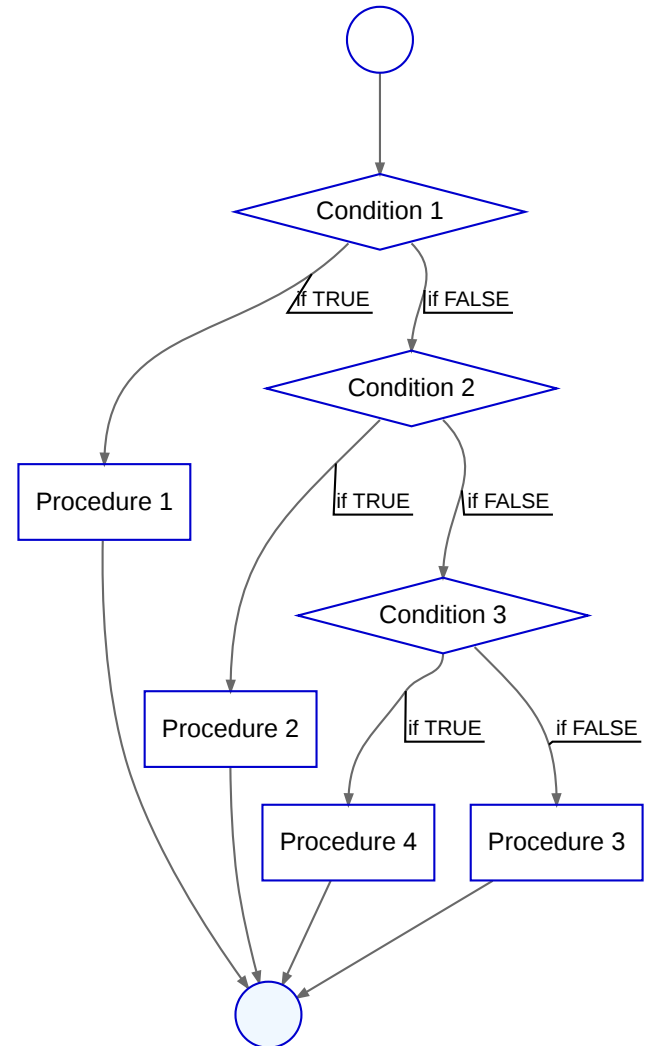 Condition 1
if TRUE
if FALSE
Condition 2
Procedure 1
if TRUE
if FALSE
Condition 3
Procedure 2
if TRUE
if FALSE
Procedure 4
Procedure 3